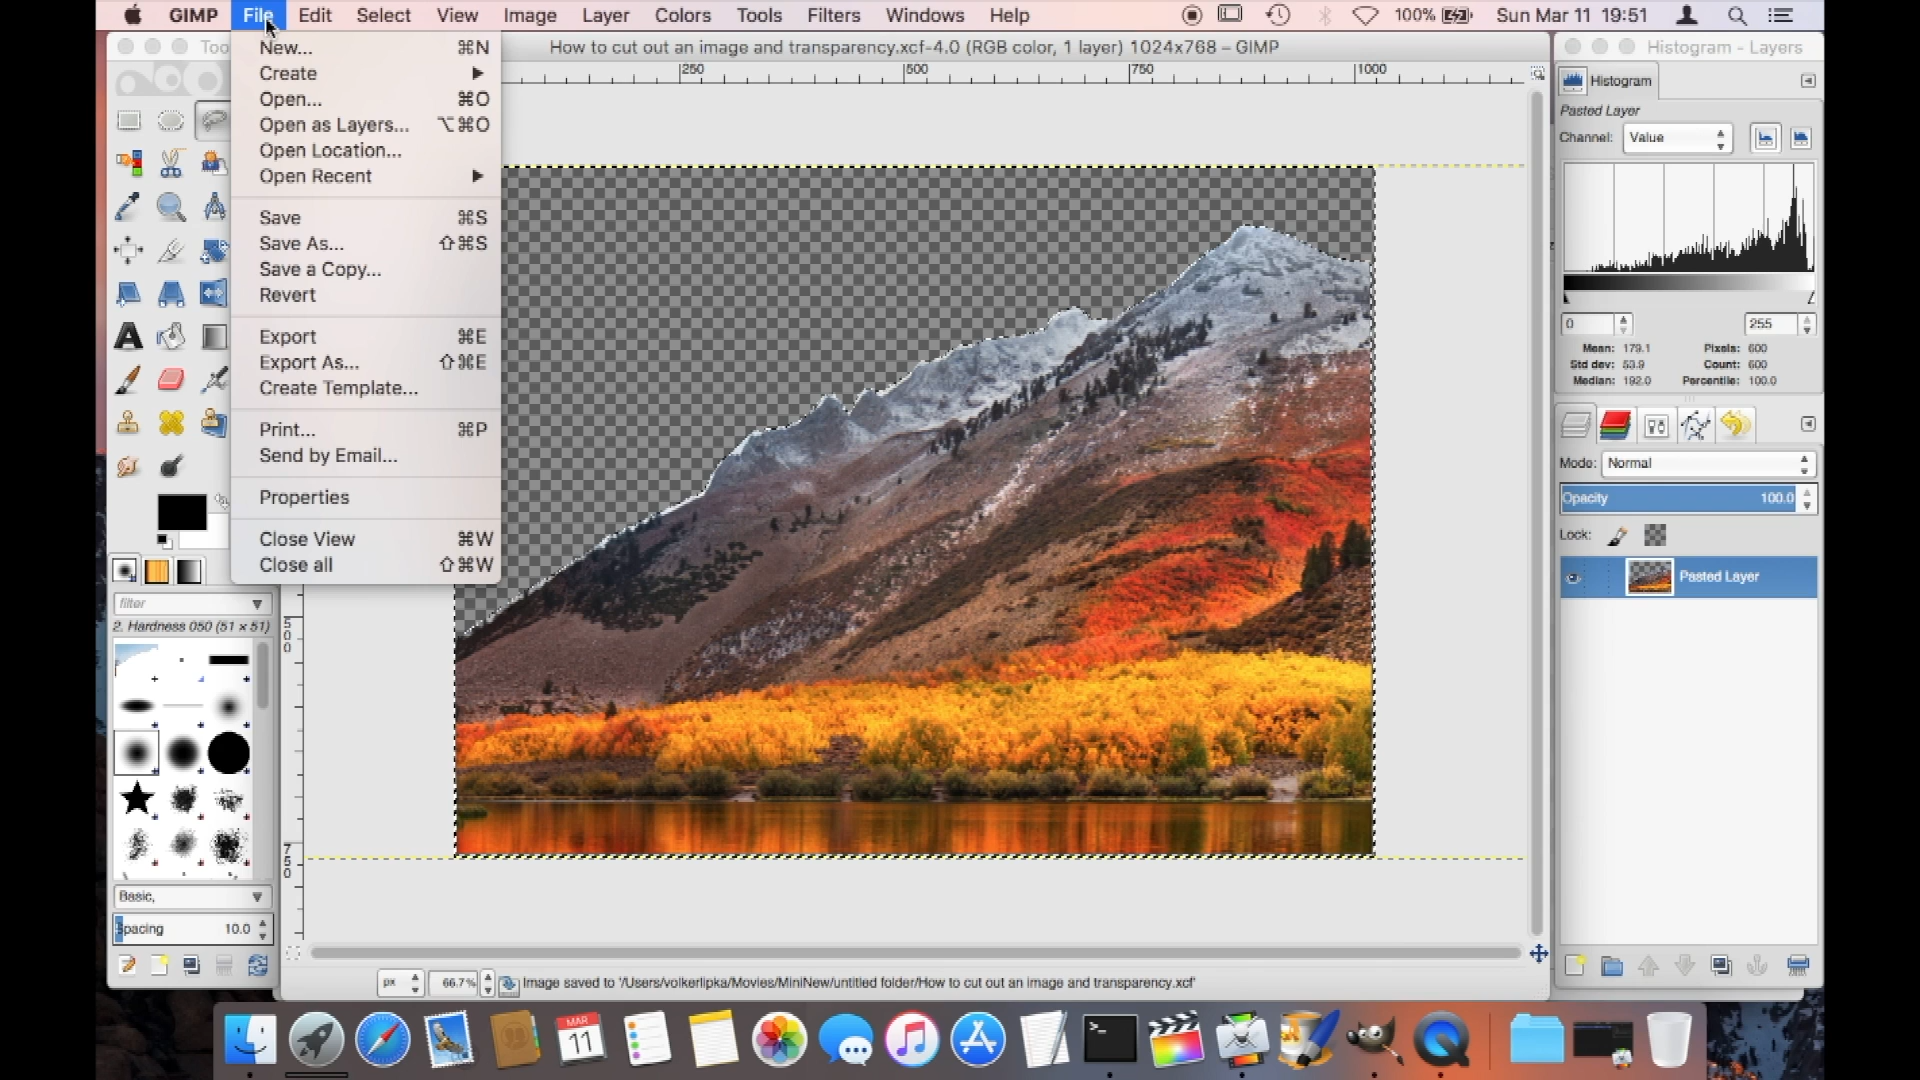 GIMP File Edit Select View Image Layer Colors Tools Filters Windows Help 100% Sun Mar 11 19:51
How to cut out an image and transparency.xcf-4.0 (RGB color, 1 layer) 1024x768 – GIMP
Too
New... ⌘N
Create ▶
Open... ⌘O
Open as Layers... ⌥⌘O
Open Location...
Open Recent ▶
Save ⌘S
Save As... ⇧⌘S
Save a Copy...
Revert
Export ⌘E
Export As... ⇧⌘E
Create Template...
Print... ⌘P
Send by Email...
Properties
Close View ⌘W
Close all ⇧⌘W
250 500 750 1000
500
750
filter
2. Hardness 050 (51 × 51)
Basic,
Spacing 10.0
px 66.7% Image saved to '/Users/volkerlipka/Movies/MiniNew/untitled folder/How to cut out an image and transparency.xcf'
Histogram - Layers
Histogram
Pasted Layer
Channel: Value
0 255
Mean: 179.1 Pixels: 600
Std dev: 53.9 Count: 600
Median: 192.0 Percentile: 100.0
Mode: Normal
Opacity 100.0
Lock:
Pasted Layer
MAR
11